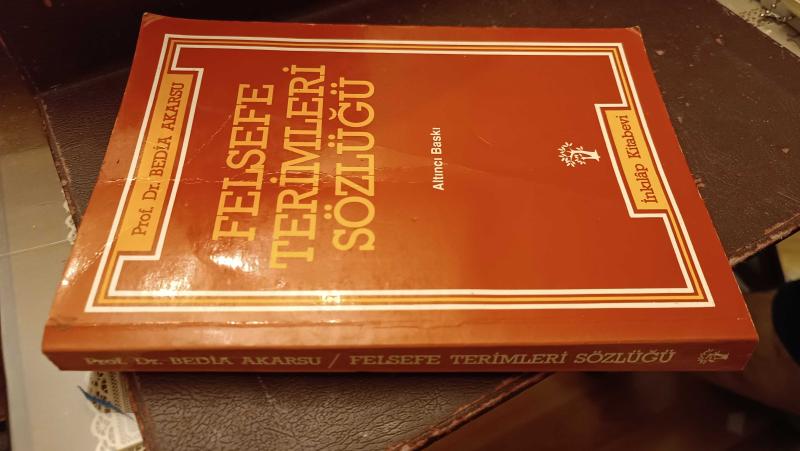 Prof. Dr. BEDİA AKARSU
FELSEFE
TERİMLERİ
SÖZLÜĞÜ
Altıncı Baskı
İnkılâp Kitabevi
Prof. Dr. BEDİA AKARSU / FELSEFE TERİMLERİ SÖZLÜĞÜ